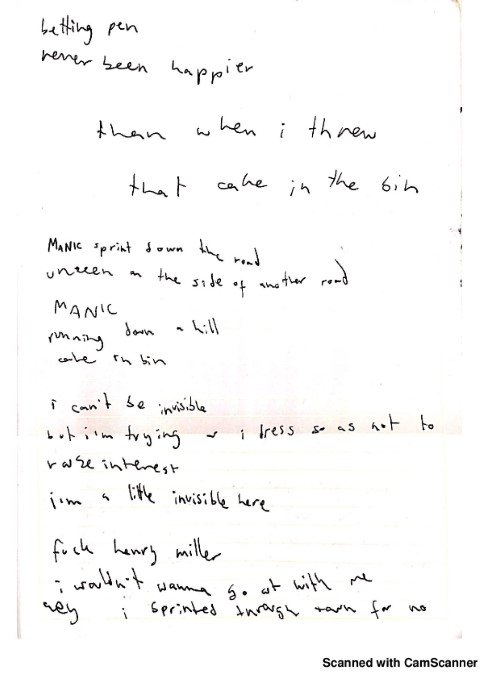 betting pen
never been happier
than when i threw
that cake in the bin
MANIC sprint down the road
unseen on the side of another road
MANIC
running down a hill
cake in bin
i can't be invisible
but i'm trying i dress so as not to
raise interest
i'm a little invisible here
fuck henry miller
i wouldn't wanna go out with me
i sprinted through town for no
Scanned with CamScanner